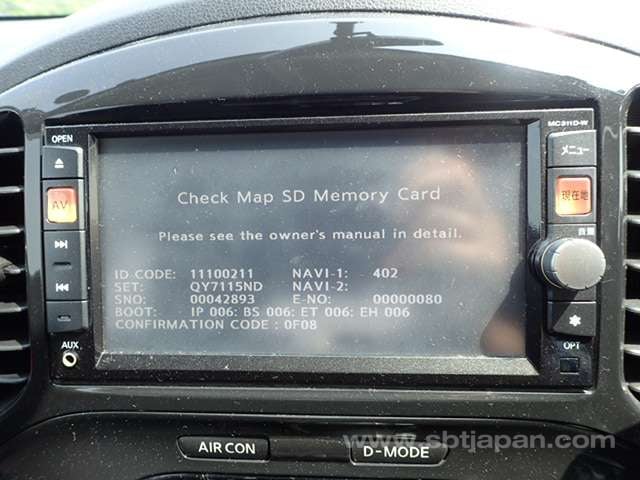 OPEN
MC311D-W
メニュー
AV
現在地
音量
AUX
OPT
Check Map SD Memory Card
Please see the owner's manual in detail.
ID-CODE: 11100211 NAVI-1: 402
SET: QY7115ND NAVI-2:
SNO: 00042893 E-NO: 00000080
BOOT: IP 006: BS 006: ET 006: EH 006
CONFIRMATION CODE : 0F08
AIR CON
D-MODE
www.sbtjapan.com/